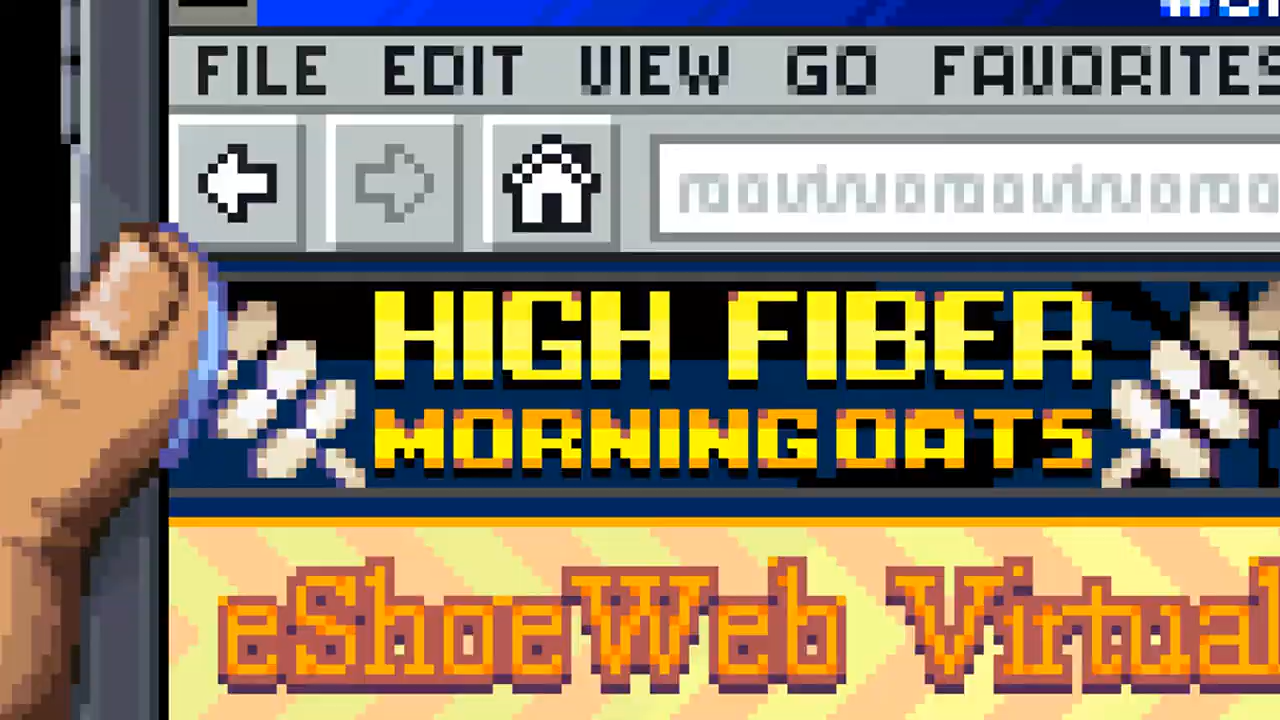 FILE EDIT VIEW GO FAVORITES
HIGH FIBER
MORNING OATS
eShoeWeb Virtual